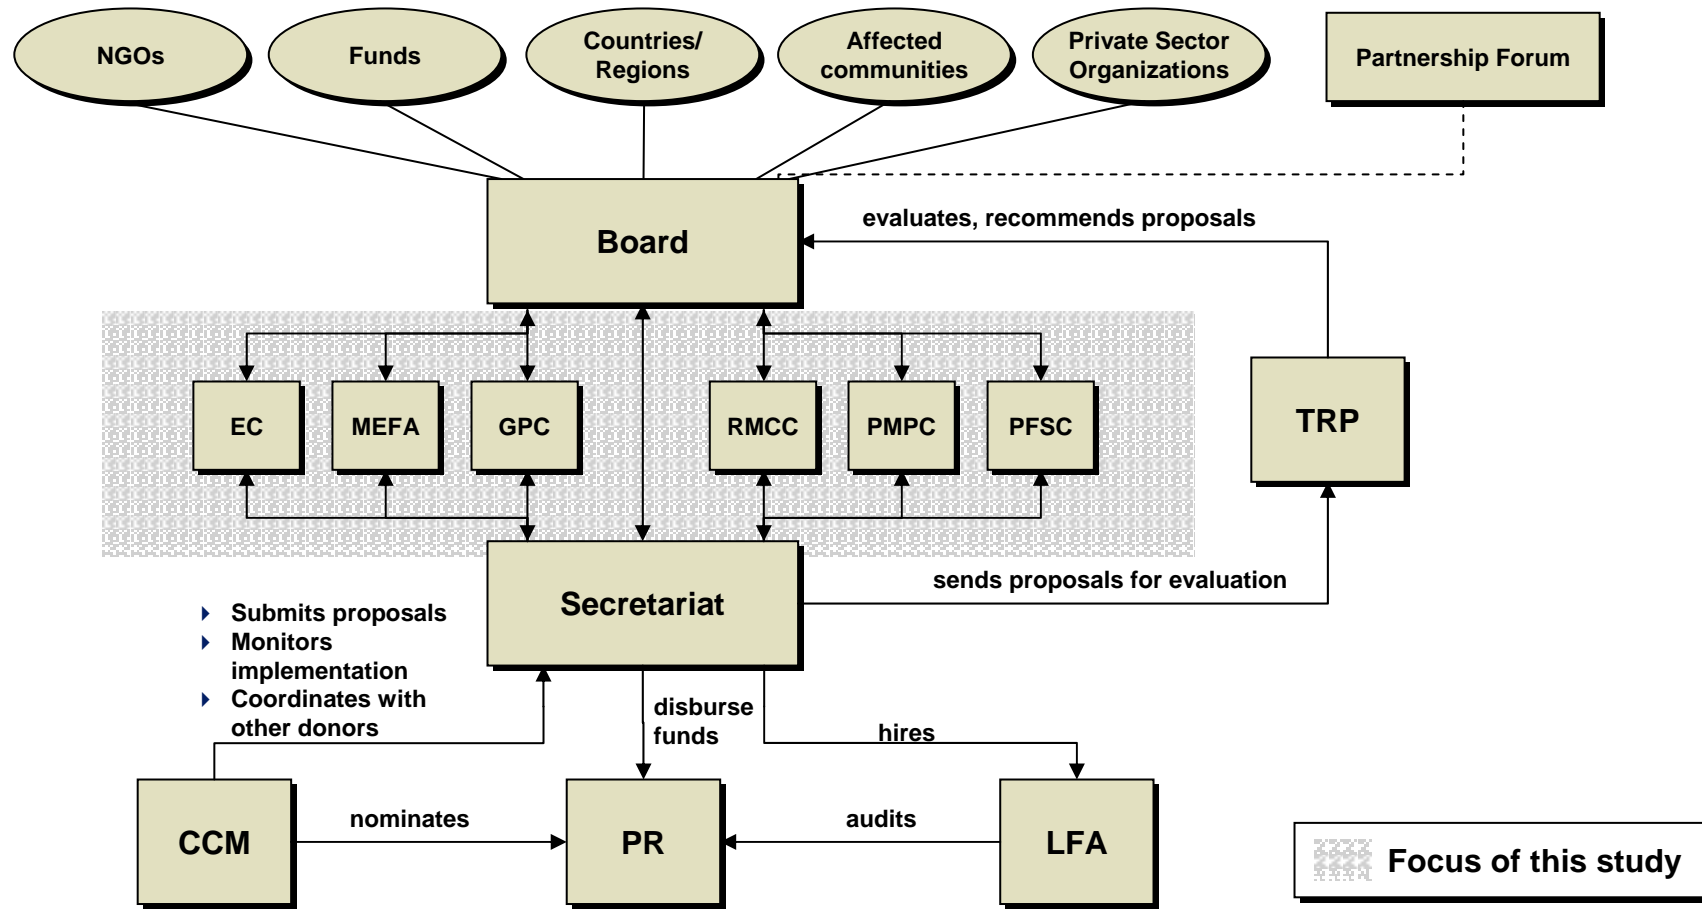 NGOs
Funds
Countries/
Regions
Affected
communities
Private Sector
Organizations
Partnership Forum
Board
evaluates, recommends proposals
EC
MEFA
GPC
RMCC
PMPC
PFSC
TRP
Secretariat
sends proposals for evaluation
Submits proposals
Monitors
implementation
Coordinates with
other donors
disburse
funds
hires
CCM
nominates
PR
audits
LFA
Focus of this study